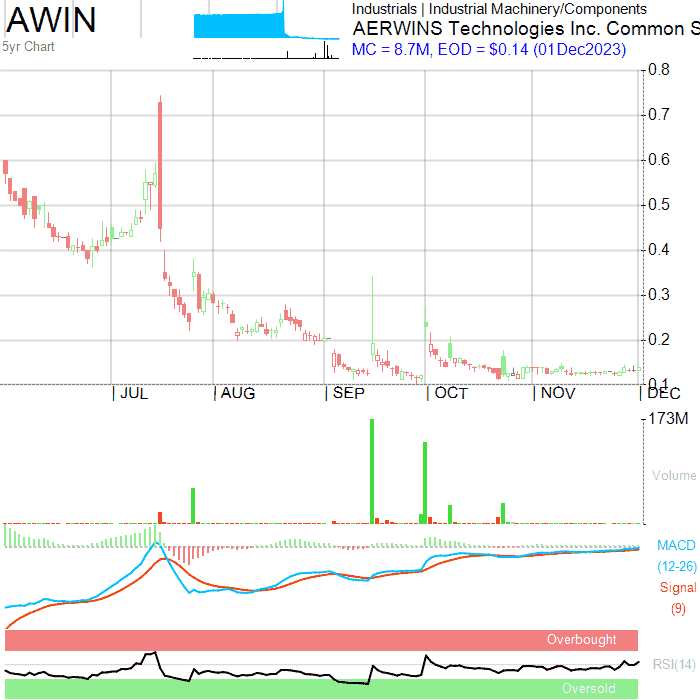 AWIN
5yr Chart
Industrials | Industrial Machinery/Components
AERWINS Technologies Inc. Common S
MC = 8.7M, EOD = $0.14 (01Dec2023)
0.8
0.7
0.6
0.5
0.4
0.3
0.2
0.1
JUL
AUG
SEP
OCT
NOV
DEC
173M
Volume
MACD
(12-26)
Signal
(9)
Overbought
RSI(14)
Oversold